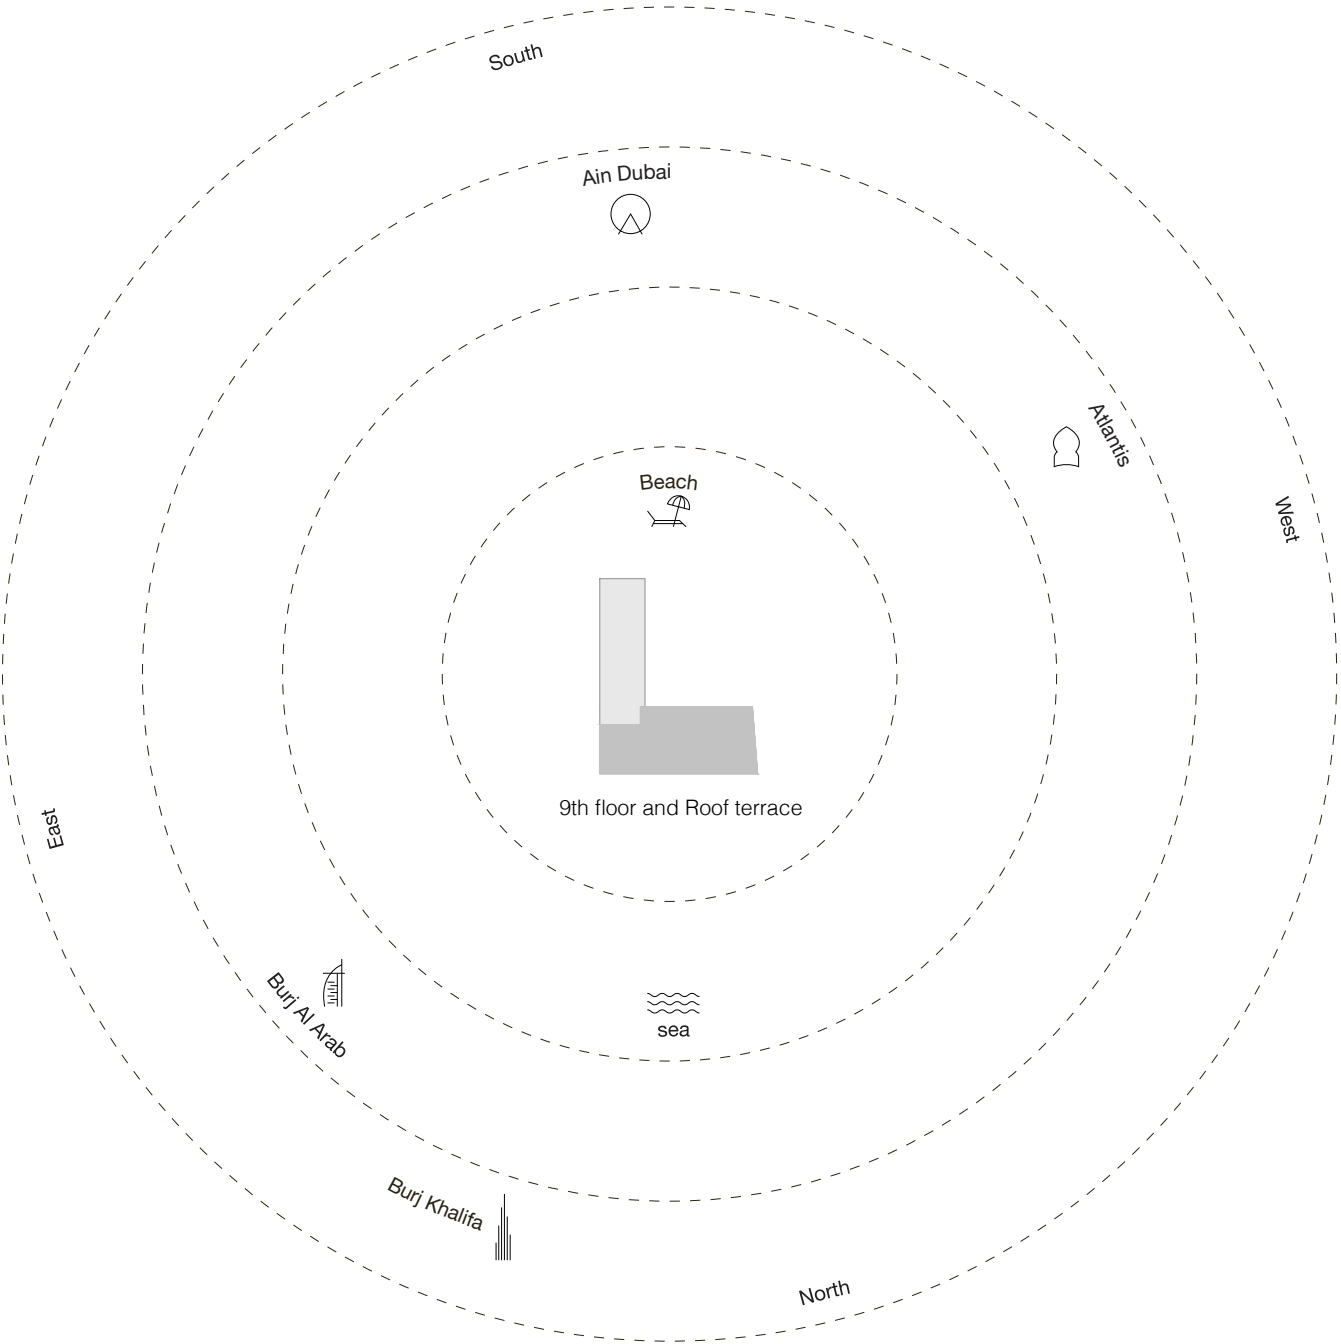 South
Ain Dubai
Atlantis
Beach
West
9th floor and Roof terrace
East
Burj Al Arab
sea
Burj Khalifa
North